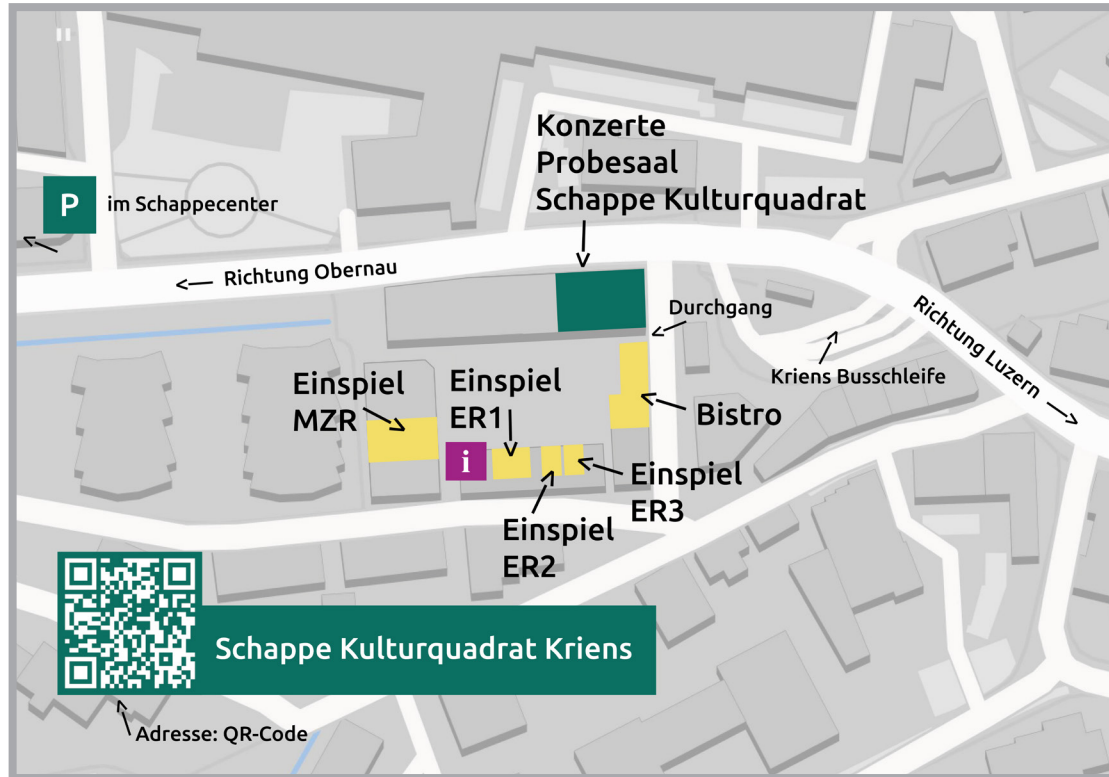 Konzerte
Probesaal
Schappe Kulturquadrat
P
im Schappecenter
Richtung Obernau
Durchgang
Richtung Luzern
Kriens Busschleife
Einspiel
MZR
Einspiel
ER1
Bistro
i
Einspiel
ER3
Einspiel
ER2
Schappe Kulturquadrat Kriens
Adresse: QR-Code